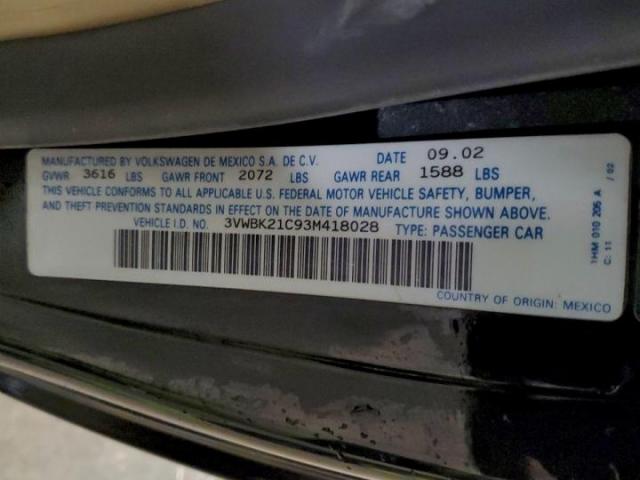 MANUFACTURED BY VOLKSWAGEN DE MEXICO S.A. DE C.V. DATE 09.02
GVWR 3616 LBS GAWR FRONT 2072 LBS GAWR REAR 1588 LBS
THIS VEHICLE CONFORMS TO ALL APPLICABLE U.S. FEDERAL MOTOR VEHICLE SAFETY, BUMPER,
AND THEFT PREVENTION STANDARDS IN EFFECT ON THE DATE OF MANUFACTURE SHOWN ABOVE.
VEHICLE I.D. NO. 3VWBK21C93M418028 TYPE: PASSENGER CAR
COUNTRY OF ORIGIN: MEXICO
1HM 010 205 A
C: 11 / 02